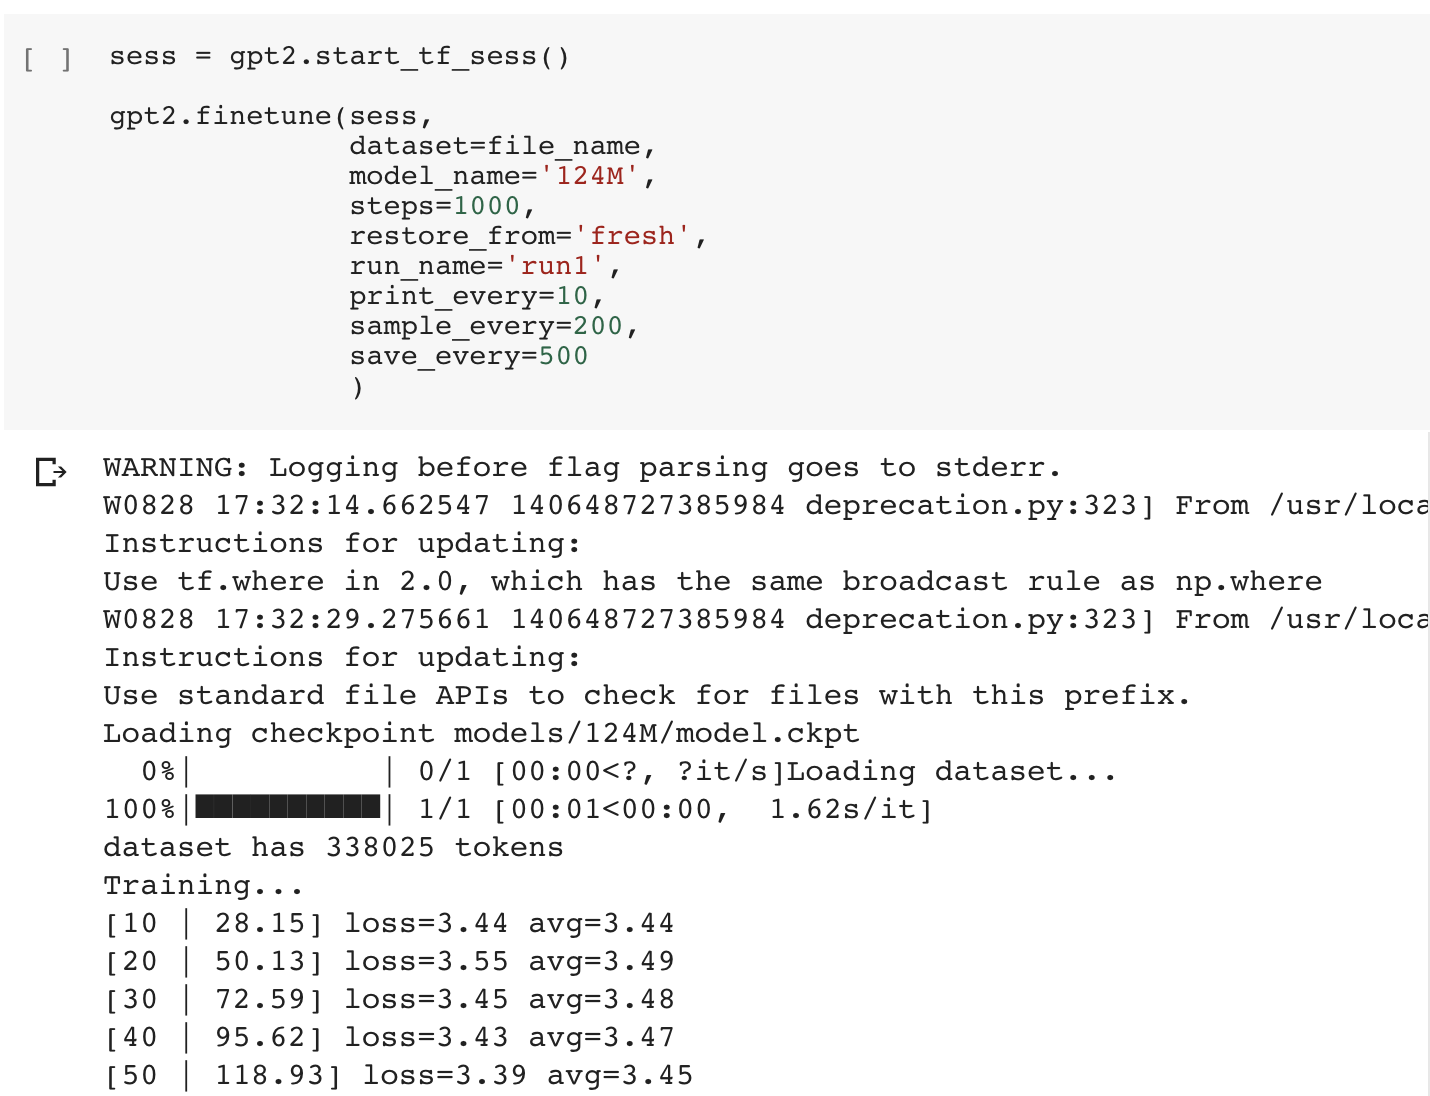 [ ] sess = gpt2.start_tf_sess()
gpt2.finetune(sess,
dataset=file_name,
model_name='124M',
steps=1000,
restore_from='fresh',
run_name='run1',
print_every=10,
sample_every=200,
save_every=500
)
WARNING: Logging before flag parsing goes to stderr.
W0828 17:32:14.662547 140648727385984 deprecation.py:323] From /usr/loca
Instructions for updating:
Use tf.where in 2.0, which has the same broadcast rule as np.where
W0828 17:32:29.275661 140648727385984 deprecation.py:323] From /usr/loca
Instructions for updating:
Use standard file APIs to check for files with this prefix.
Loading checkpoint models/124M/model.ckpt
0%|          | 0/1 [00:00<?, ?it/s]Loading dataset...
100%|██████████| 1/1 [00:01<00:00,  1.62s/it]
dataset has 338025 tokens
Training...
[10 | 28.15] loss=3.44 avg=3.44
[20 | 50.13] loss=3.55 avg=3.49
[30 | 72.59] loss=3.45 avg=3.48
[40 | 95.62] loss=3.43 avg=3.47
[50 | 118.93] loss=3.39 avg=3.45